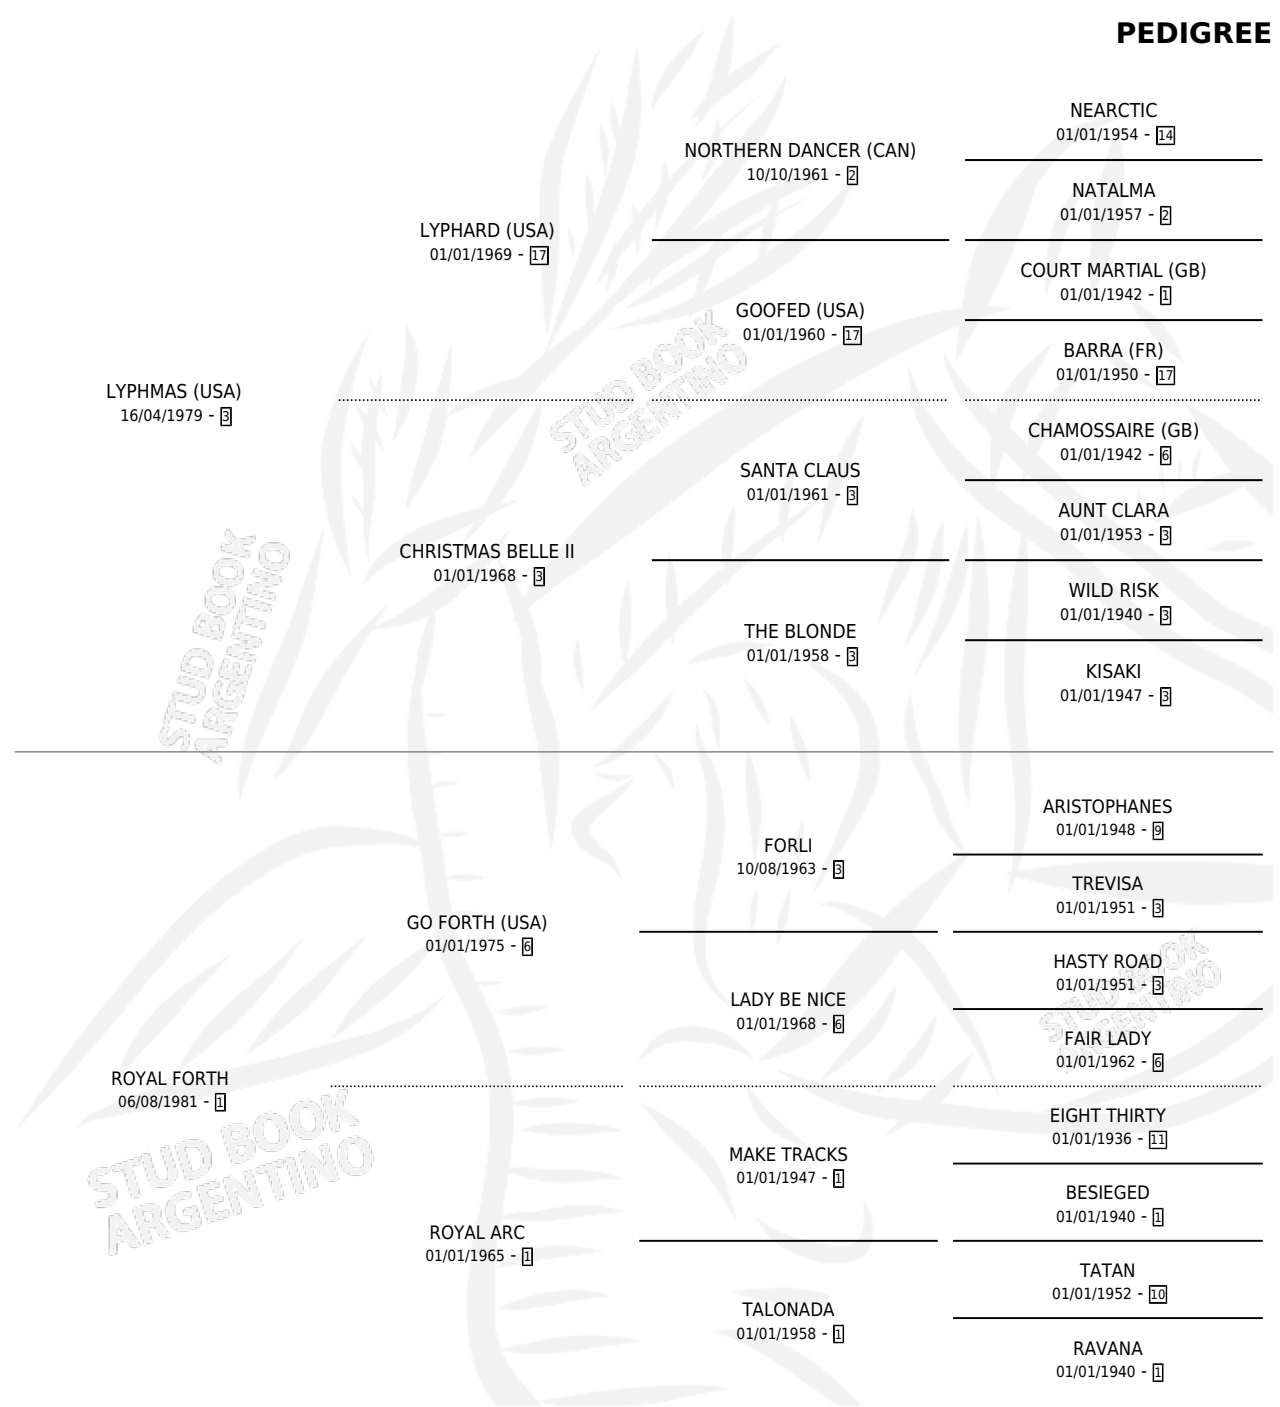 PEDIGREE
NEARCTIC
01/01/1954 - 14
NORTHERN DANCER (CAN)
10/10/1961 - 2
NATALMA
01/01/1957 - 2
LYPHARD (USA)
01/01/1969 - 17
COURT MARTIAL (GB)
01/01/1942 - 1
GOOFED (USA)
01/01/1960 - 17
BARRA (FR)
01/01/1950 - 17
LYPHMAS (USA)
16/04/1979 - 3
STUD BOOK
ARGENTINO
CHAMOSSAIRE (GB)
01/01/1942 - 6
SANTA CLAUS
01/01/1961 - 3
AUNT CLARA
01/01/1953 - 3
CHRISTMAS BELLE II
01/01/1968 - 3
WILD RISK
01/01/1940 - 3
THE BLONDE
01/01/1958 - 3
KISAKI
01/01/1947 - 3
STUD BOOK
ARGENTINO
ARISTOPHANES
01/01/1948 - 9
FORLI
10/08/1963 - 3
TREVISA
01/01/1951 - 3
GO FORTH (USA)
01/01/1975 - 6
HASTY ROAD
01/01/1951 - 3
LADY BE NICE
01/01/1968 - 6
STUD BOOK
ARGENTINO
FAIR LADY
01/01/1962 - 6
ROYAL FORTH
06/08/1981 - 1
EIGHT THIRTY
01/01/1936 - 11
MAKE TRACKS
01/01/1947 - 1
BESIEGED
01/01/1940 - 1
STUD BOOK
ARGENTINO
ROYAL ARC
01/01/1965 - 1
TATAN
01/01/1952 - 10
TALONADA
01/01/1958 - 1
RAVANA
01/01/1940 - 1